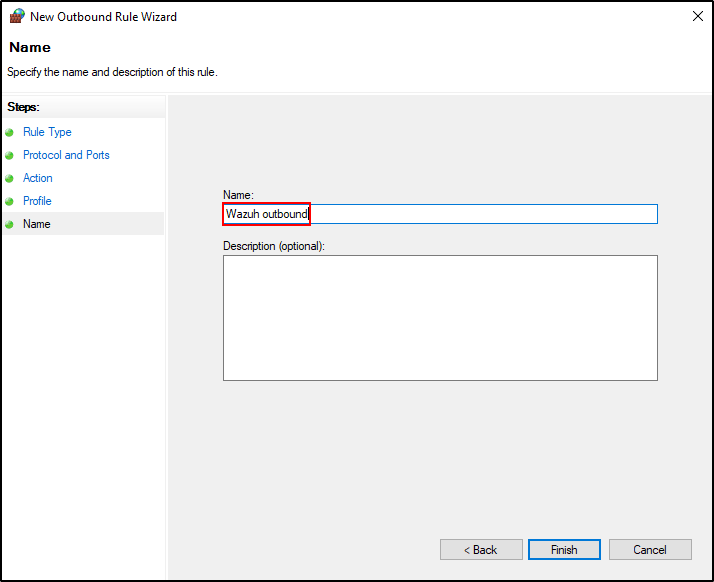 New Outbound Rule Wizard
Name
Specify the name and description of this rule.
Steps:
Rule Type
Protocol and Ports
Action
Profile
Name
Name:
Wazuh outbound
Description (optional):
< Back
Finish
Cancel